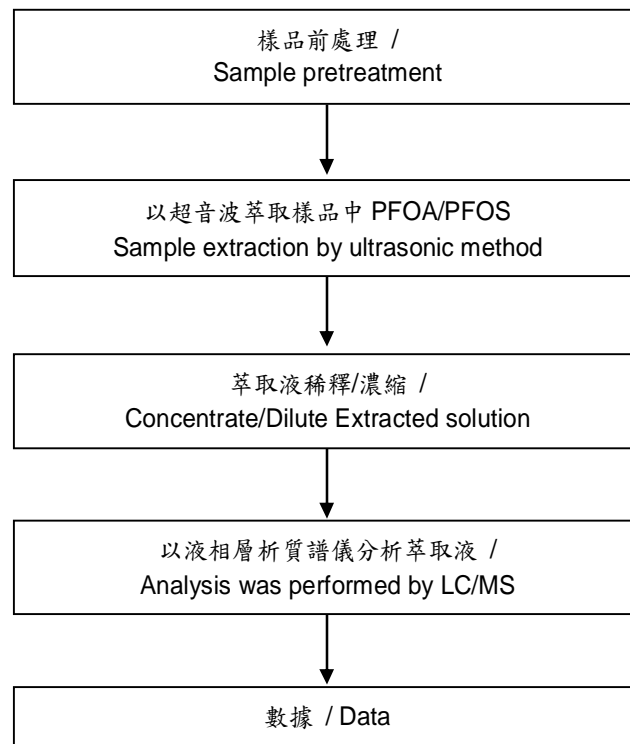 樣品前處理 /
Sample pretreatment
以超音波萃取樣品中 PFOA/PFOS
Sample extraction by ultrasonic method
萃取液稀釋/濃縮 /
Concentrate/Dilute Extracted solution
以液相層析質譜儀分析萃取液 /
Analysis was performed by LC/MS
數據 / Data